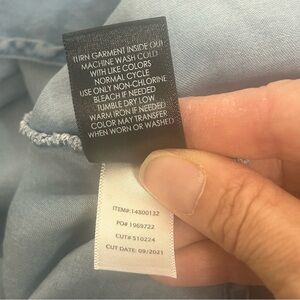 TURN GARMENT INSIDE OUT
MACHINE WASH COLD
WITH LIKE COLORS
NORMAL CYCLE
USE ONLY NON-CHLORINE
BLEACH IF NEEDED
TUMBLE DRY LOW
WARM IRON IF NEEDED
COLOR MAY TRANSFER
WHEN WORN OR WASHED
ITEM#:14800132
PO# 1969722
CUT# 510224
CUT DATE: 09/2021